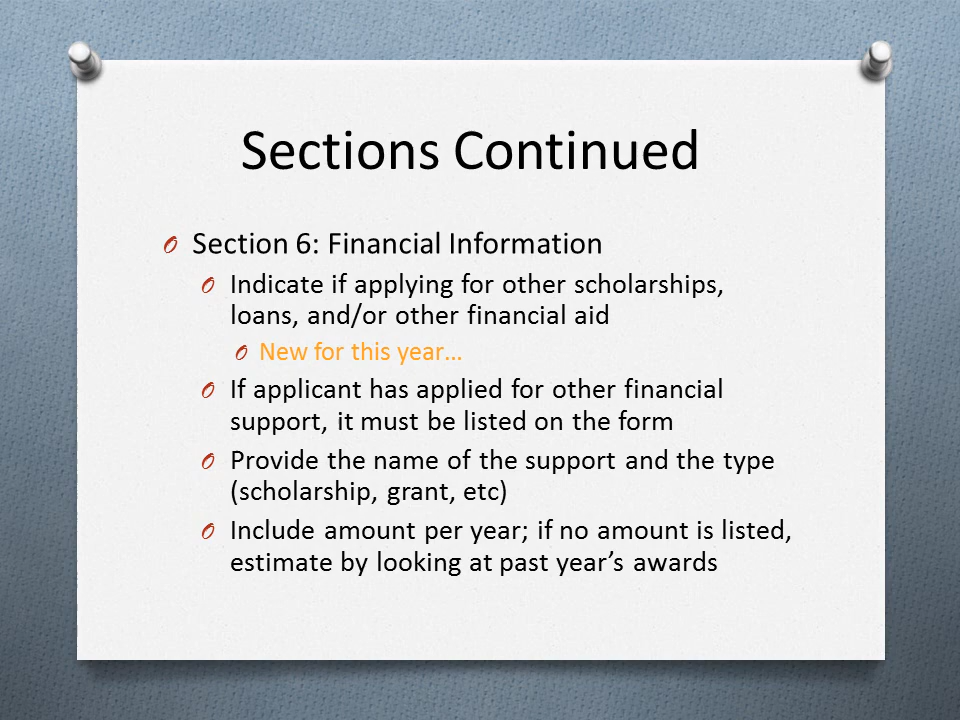 Sections Continued
Section 6: Financial Information
Indicate if applying for other scholarships,
loans, and/or other financial aid
New for this year…
If applicant has applied for other financial
support, it must be listed on the form
Provide the name of the support and the type
(scholarship, grant, etc)
Include amount per year; if no amount is listed,
estimate by looking at past year’s awards